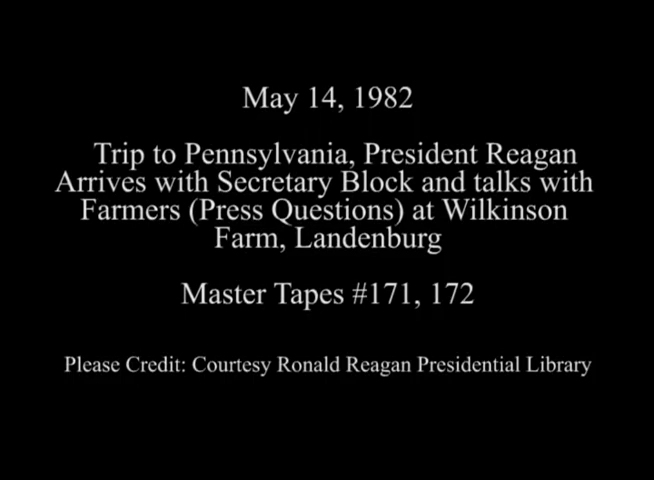 May 14, 1982
Trip to Pennsylvania, President Reagan
Arrives with Secretary Block and talks with
Farmers (Press Questions) at Wilkinson
Farm, Landenburg
Master Tapes #171, 172
Please Credit: Courtesy Ronald Reagan Presidential Library